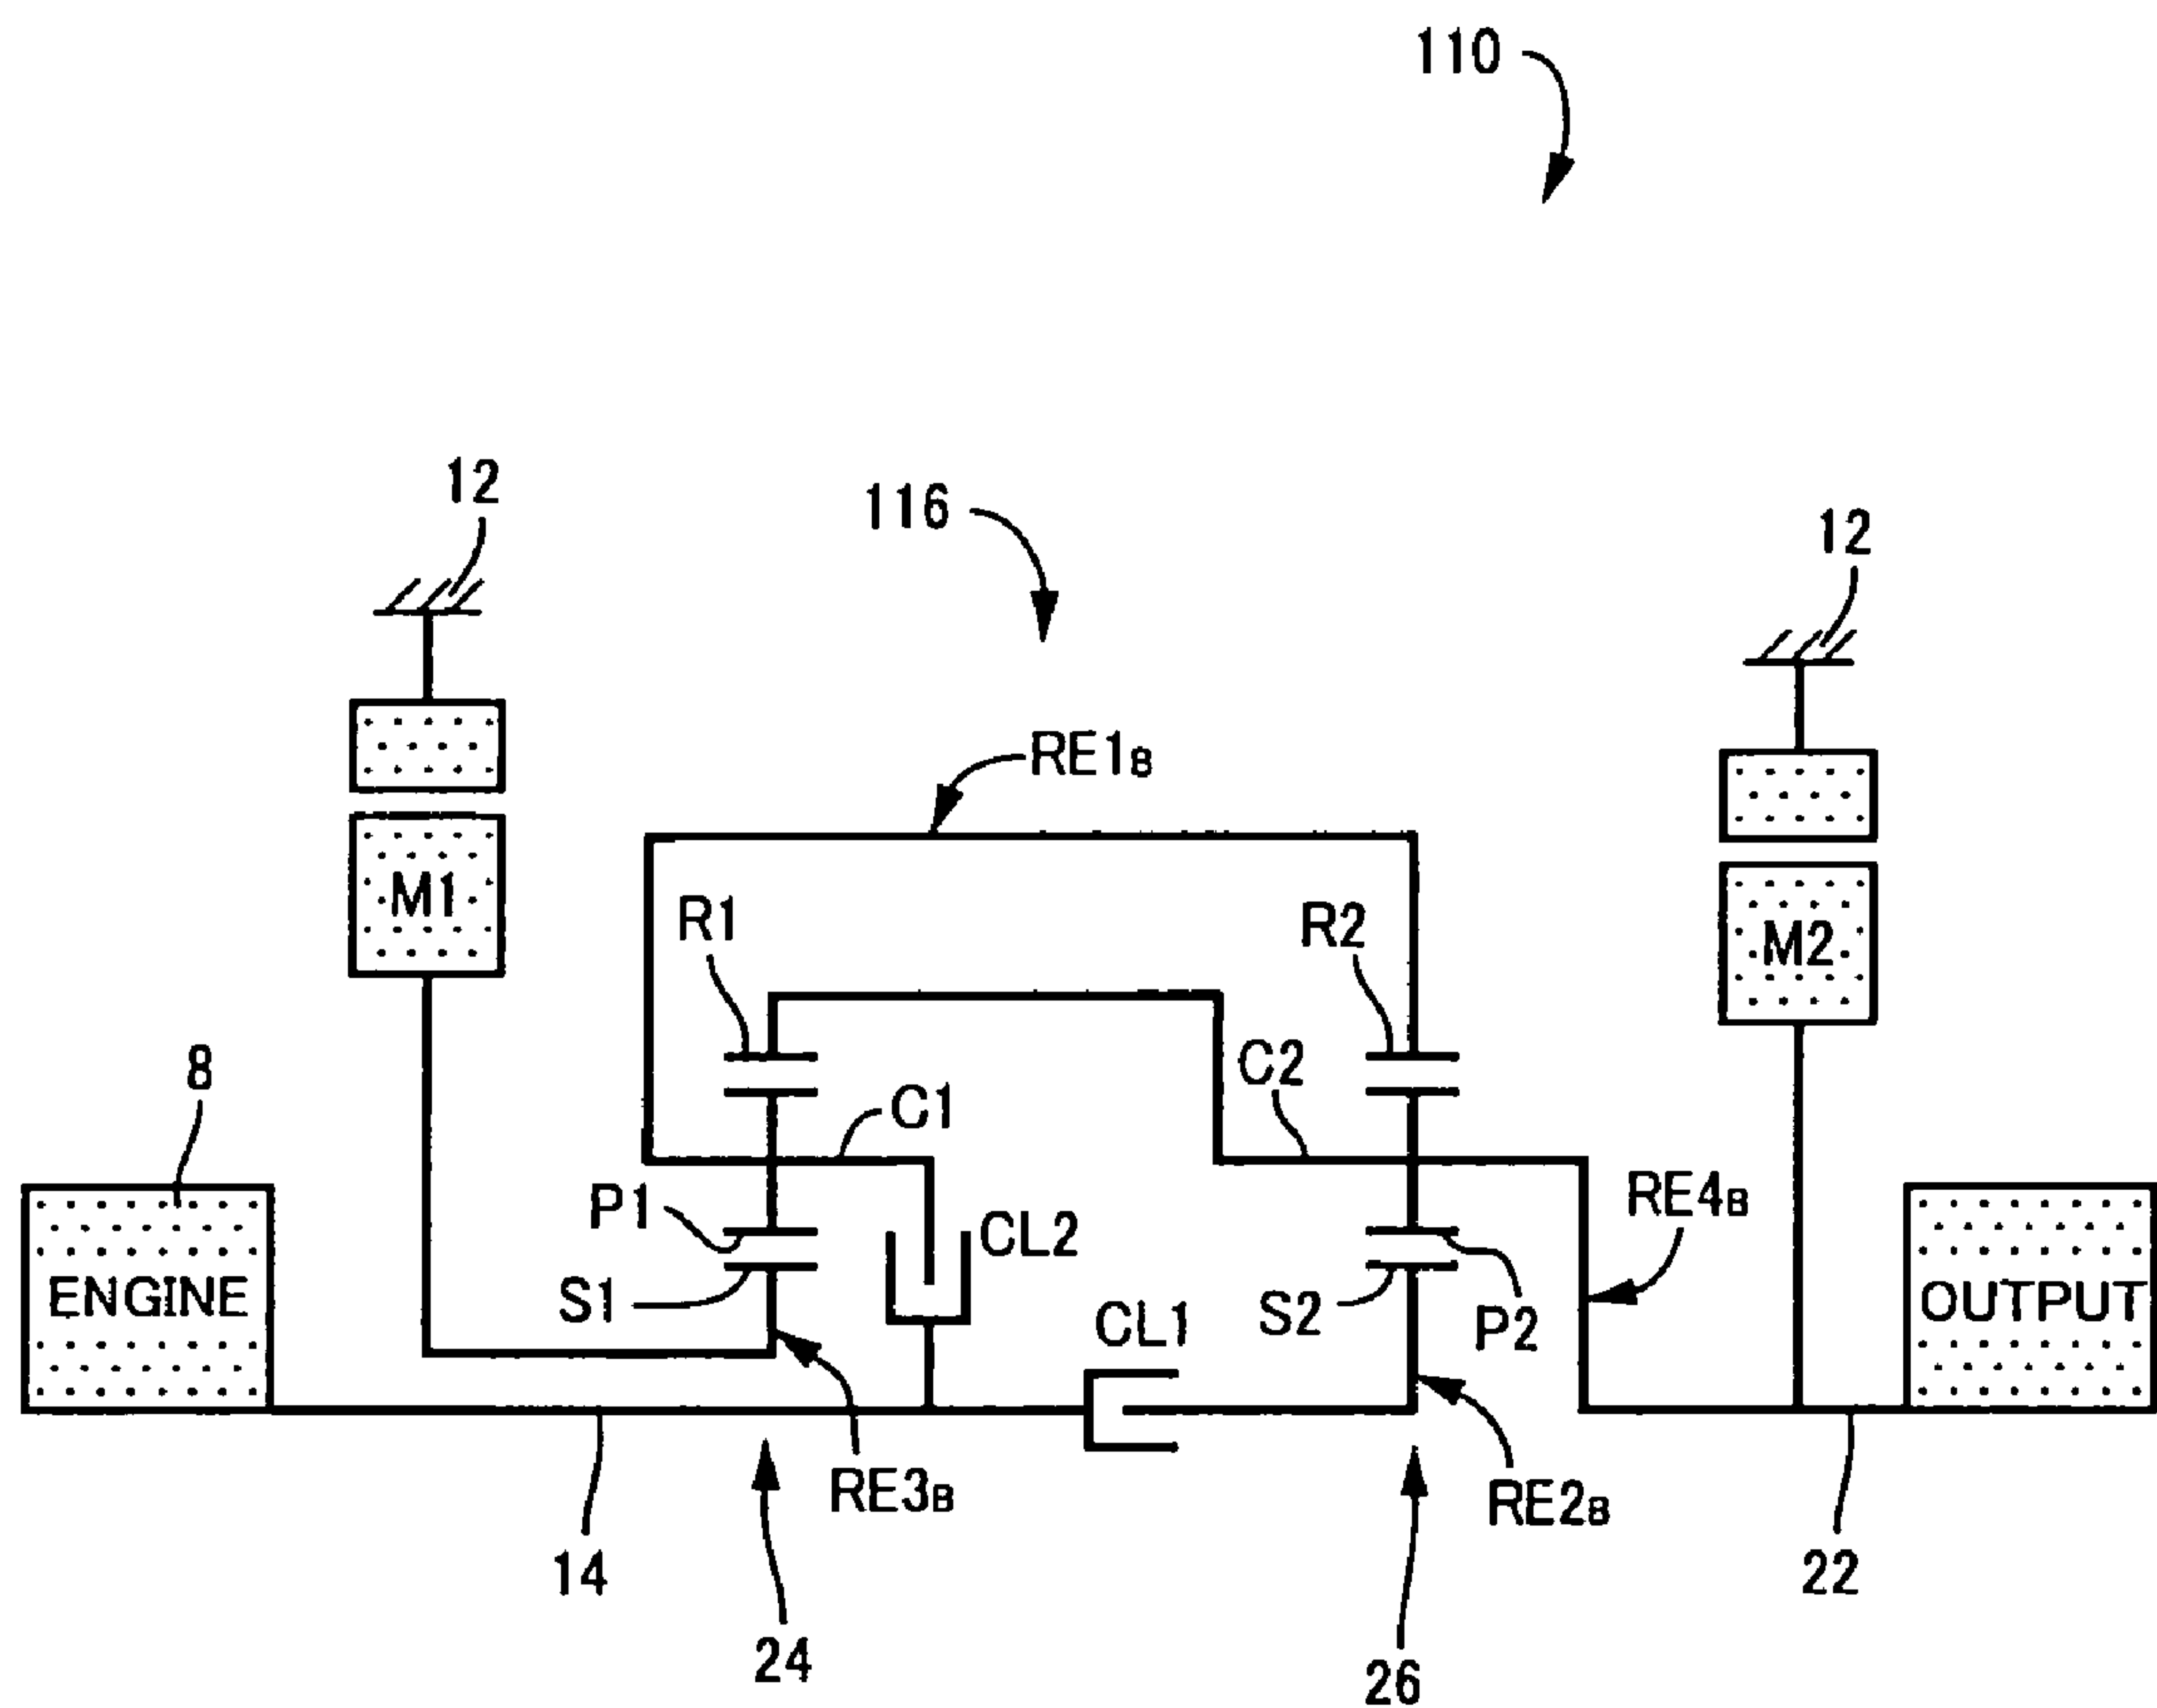 110
12
116
12
RE1B
M1
R1
R2
M2
8
C2
C1
P1
CL2
RE4B
ENGINE
S1
CL1
S2
P2
OUTPUT
RE3B
RE2B
14
22
24
26